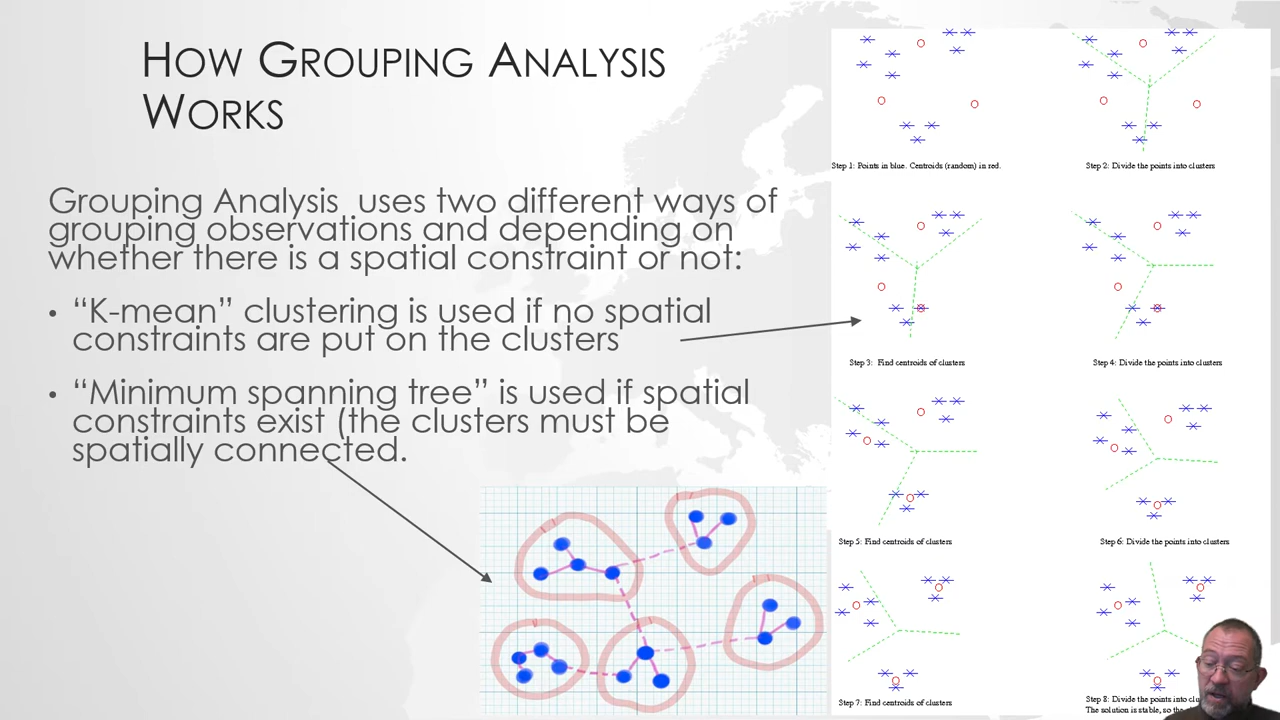 How Grouping Analysis
Works
Grouping Analysis uses two different ways of
grouping observations and depending on
whether there is a spatial constraint or not:
• “K-mean” clustering is used if no spatial
constraints are put on the clusters
• “Minimum spanning tree” is used if spatial
constraints exist (the clusters must be
spatially connected.
Step 1: Points in blue. Centroids (random) in red.
Step 2: Divide the points into clusters
Step 3: Find centroids of clusters
Step 4: Divide the points into clusters
Step 5: Find centroids of clusters
Step 6: Divide the points into clusters
Step 7: Find centroids of clusters
Step 8: Divide the points into
The solution is stable, so